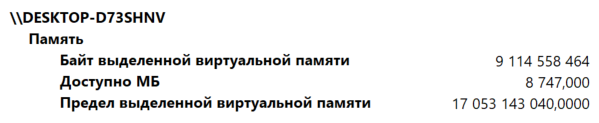 \\DESKTOP-D73SHNV
Память
Байт выделенной виртуальной памяти 9 114 558 464
Доступно МБ 8 747,000
Предел выделенной виртуальной памяти 17 053 143 040,0000